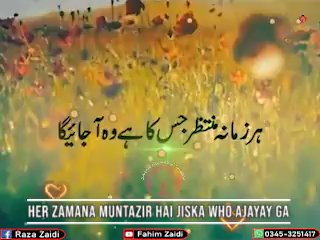 ہر زمانہ منتظر جس کا ہے وہ آ جائیگا
HER ZAMANA MUNTAZIR HAI JISKA WHO AJAYAY GA
Raza Zaidi
Fahim Zaidi
0345-3251417